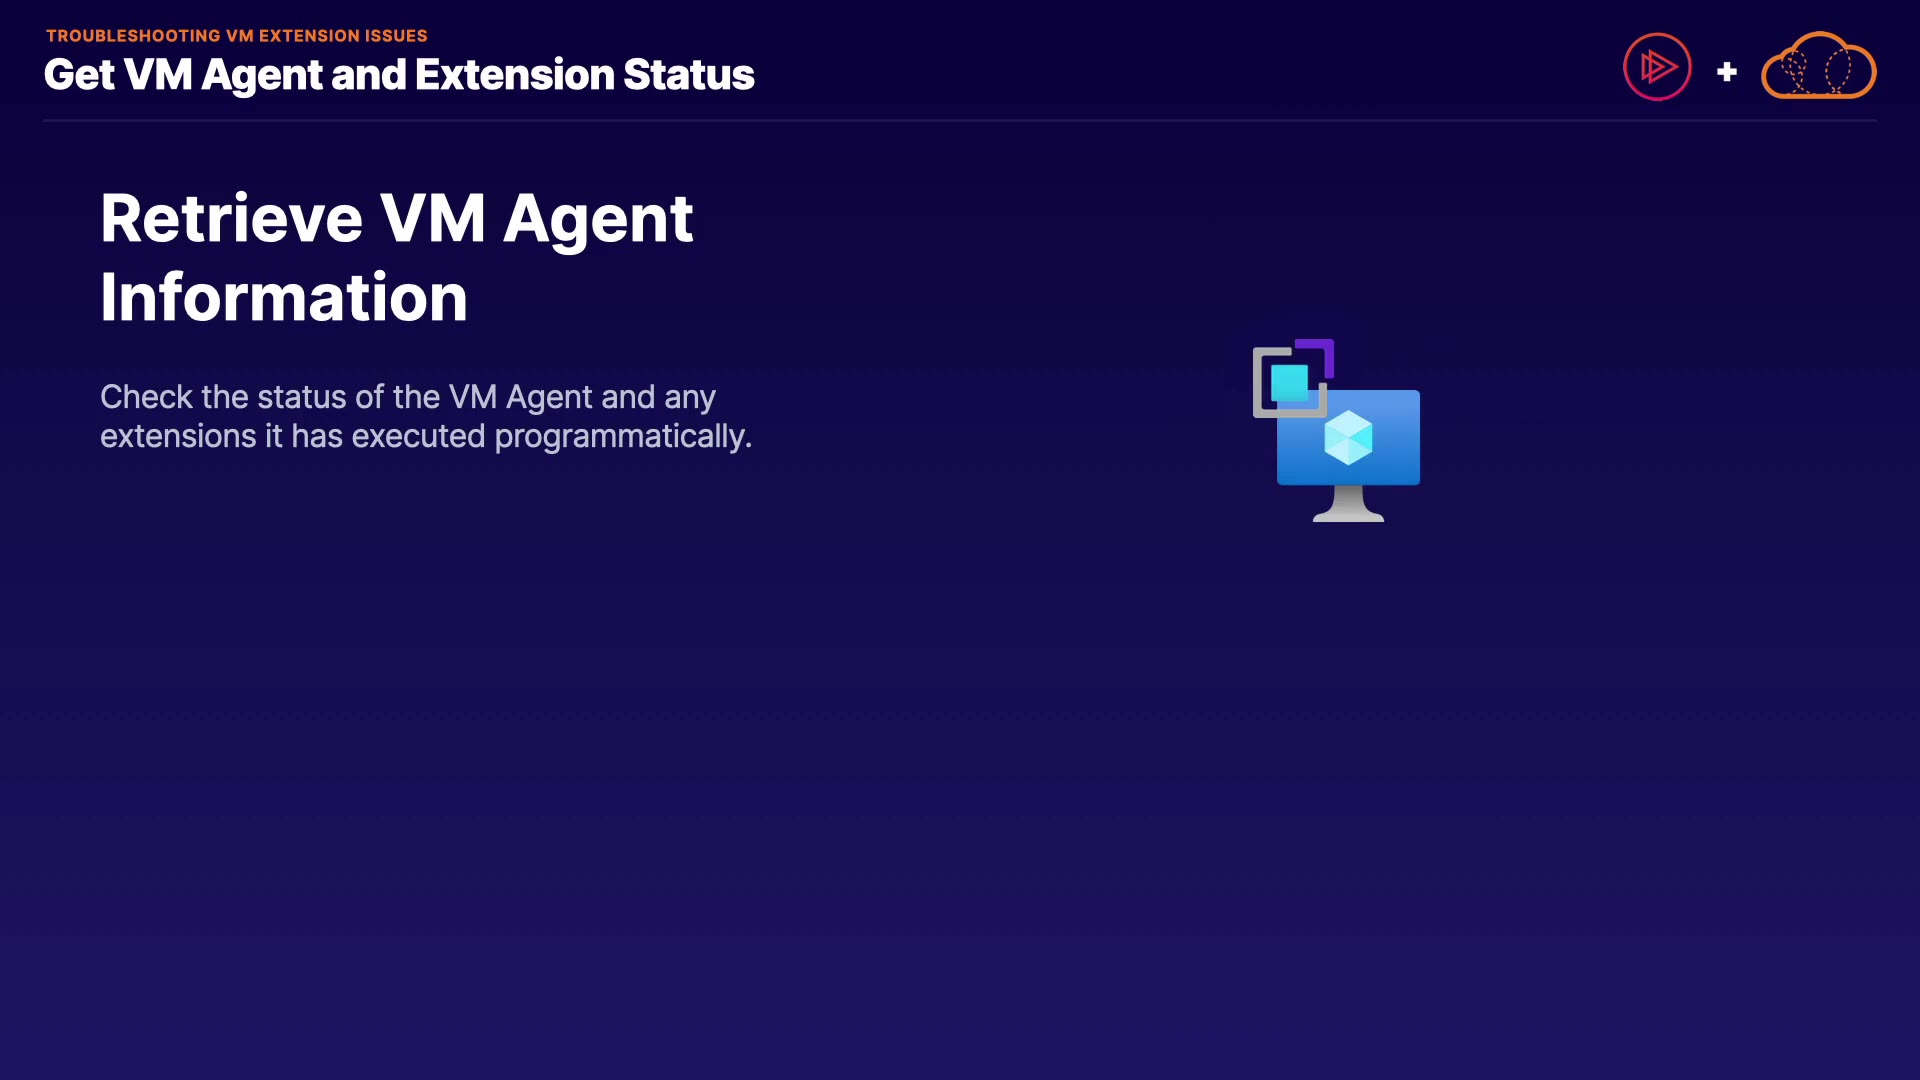 TROUBLESHOOTING VM EXTENSION ISSUES
Get VM Agent and Extension Status
Retrieve VM Agent
Information
Check the status of the VM Agent and any
extensions it has executed programmatically.